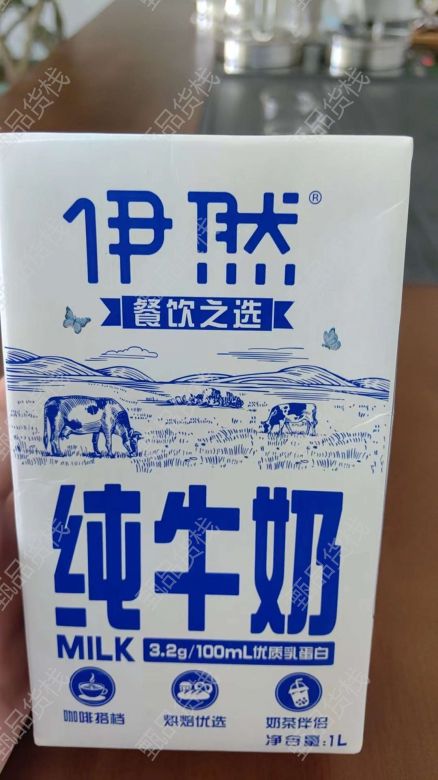 伊然®
餐饮之选
纯牛奶
MILK 3.2g/100mL优质乳蛋白
咖啡搭档 烘焙优选 奶茶伴侣
净含量:1L
甄品货栈